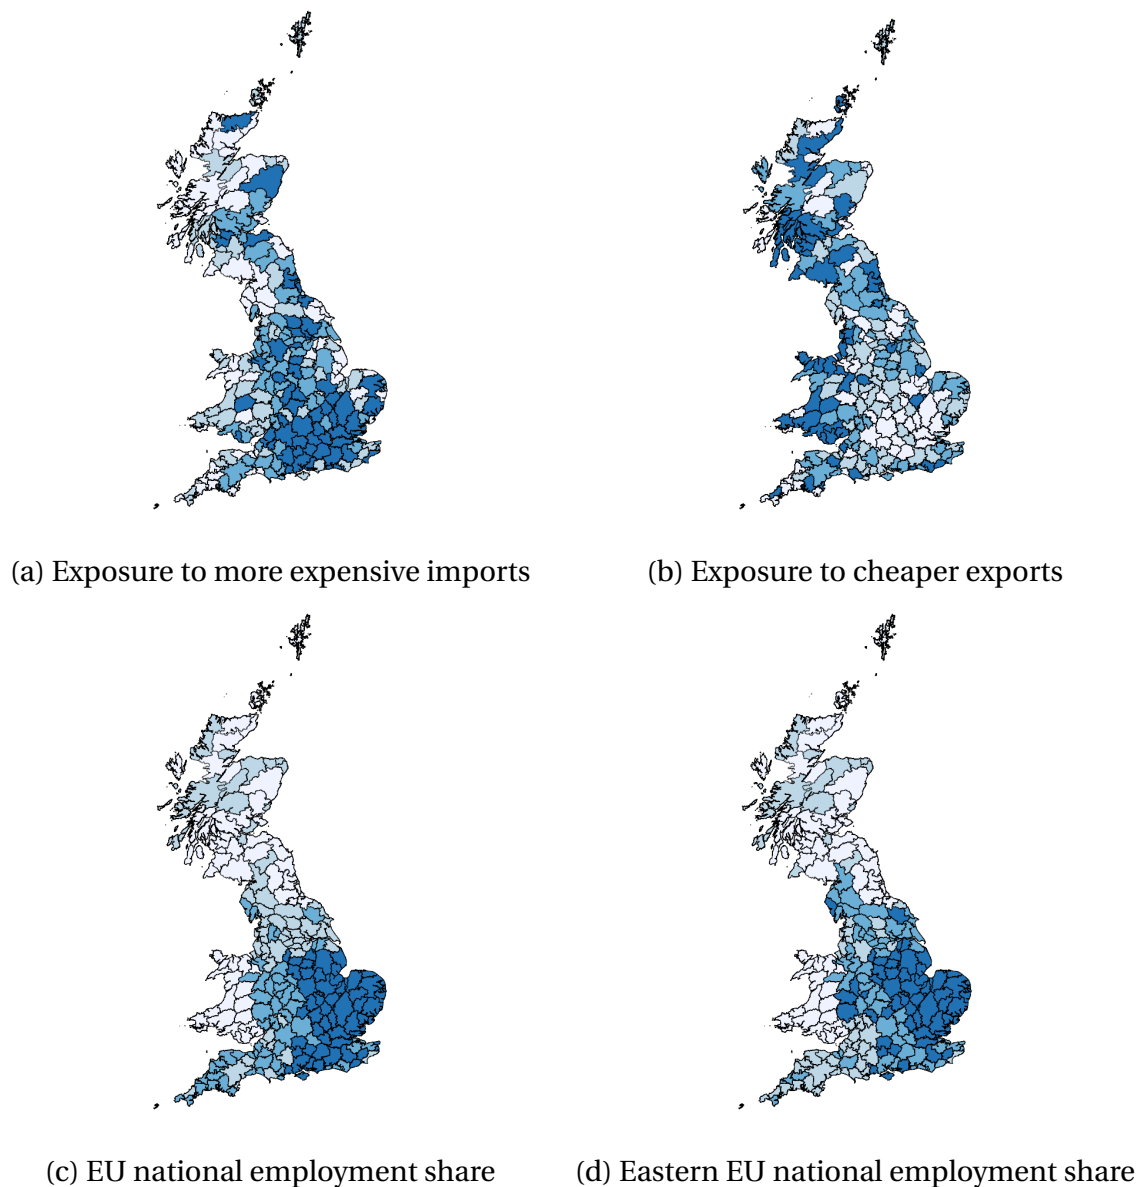 (a) Exposure to more expensive imports
(b) Exposure to cheaper exports
(c) EU national employment share
(d) Eastern EU national employment share